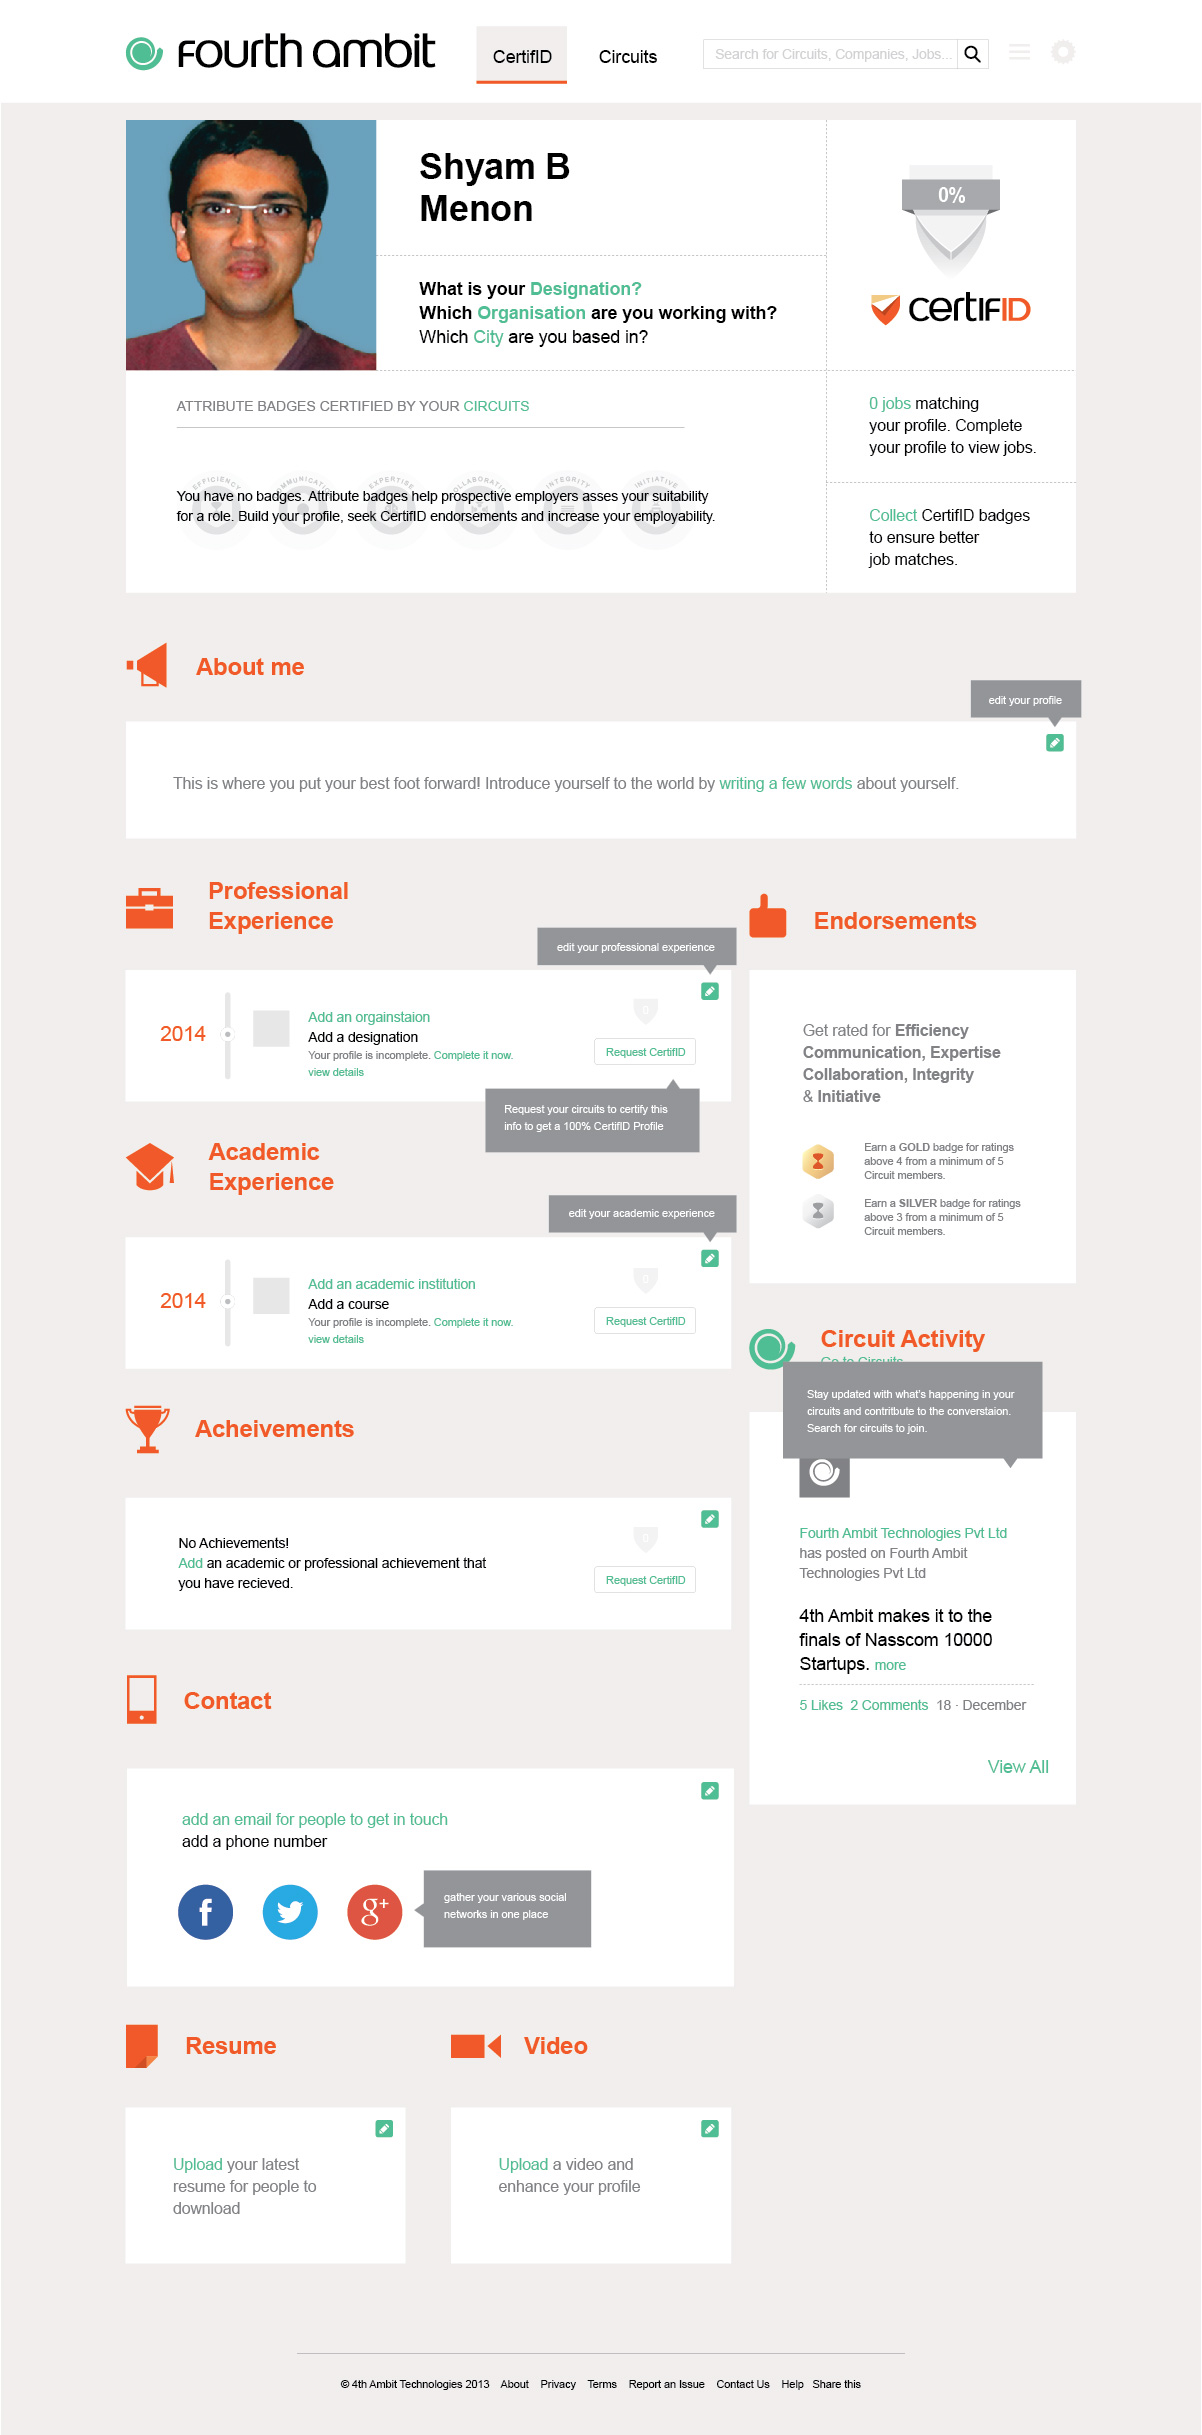 fourth ambit
CertifID
Circuits
Search for Circuits, Companies, Jobs...
Shyam B
Menon
0%
What is your Designation?
Which Organisation are you working with?
Which City are you based in?
certifID
ATTRIBUTE BADGES CERTIFIED BY YOUR CIRCUITS
0 jobs matching
your profile. Complete
your profile to view jobs.
EFFICIENCY
EXPERTISE
INTEGRITY
INITIATIVE
You have no badges. Attribute badges help prospective employers asses your suitability
for a role. Build your profile, seek CertifID endorsements and increase your employability.
Collect CertifID badges
to ensure better
job matches.
About me
edit your profile
This is where you put your best foot forward! Introduce yourself to the world by writing a few words about yourself.
Professional
Experience
edit your professional experience
2014
Add an orgainstaion
Add a designation
Your profile is incomplete. Complete it now.
view details
0
Request CertifID
Request your circuits to certify this
info to get a 100% CertifID Profile
Academic
Experience
edit your academic experience
2014
Add an academic institution
Add a course
Your profile is incomplete. Complete it now.
view details
0
Request CertifID
Acheivements
No Achievements!
Add an academic or professional achievement that
you have recieved.
0
Request CertifID
Contact
add an email for people to get in touch
add a phone number
f
g+
gather your various social
networks in one place
Resume
Upload your latest
resume for people to
download
Video
Upload a video and
enhance your profile
Endorsements
Get rated for Efficiency
Communication, Expertise
Collaboration, Integrity
& Initiative
Earn a GOLD badge for ratings
above 4 from a minimum of 5
Circuit members.
Earn a SILVER badge for ratings
above 3 from a minimum of 5
Circuit members.
Circuit Activity
Go to Circuits
Stay updated with what's happening in your
circuits and contritbute to the converstaion.
Search for circuits to join.
Fourth Ambit Technologies Pvt Ltd
has posted on Fourth Ambit
Technologies Pvt Ltd
4th Ambit makes it to the
finals of Nasscom 10000
Startups. more
5 Likes 2 Comments 18 · December
View All
© 4th Ambit Technologies 2013 About Privacy Terms Report an Issue Contact Us Help Share this